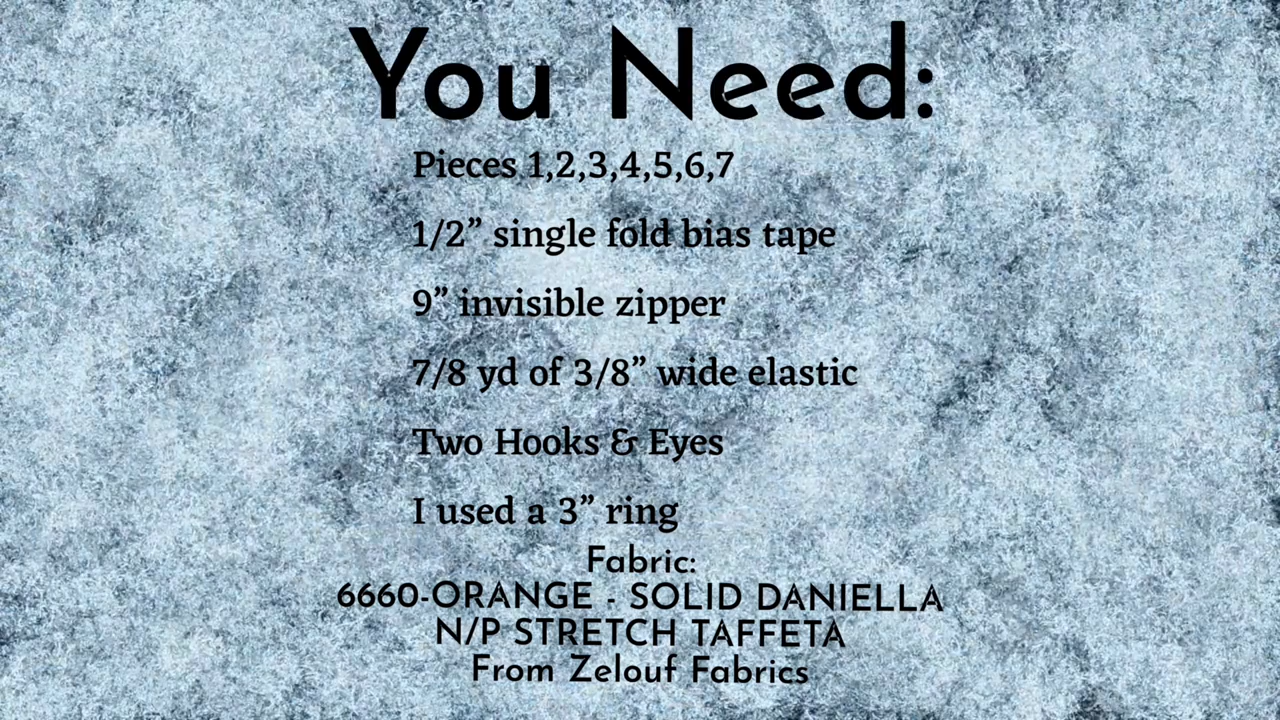 You Need:
Pieces 1,2,3,4,5,6,7
1/2” single fold bias tape
9” invisible zipper
7/8 yd of 3/8” wide elastic
Two Hooks & Eyes
I used a 3” ring
Fabric:
6660-ORANGE - SOLID DANIELLA
N/P STRETCH TAFFETA
From Zelouf Fabrics